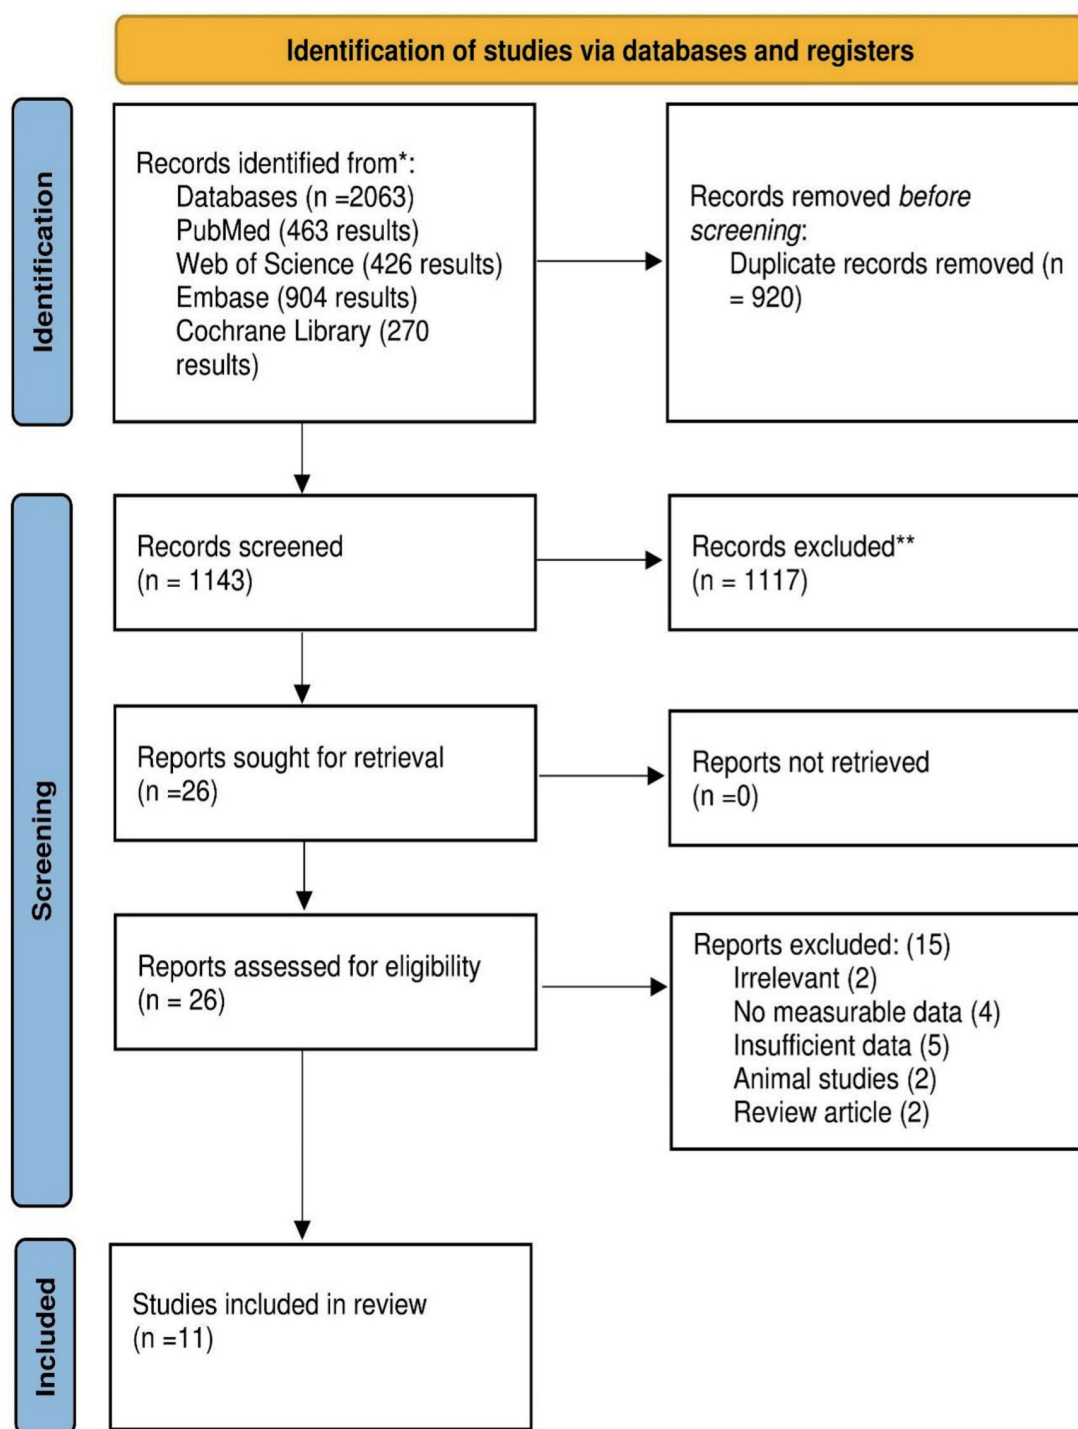 Identification of studies via databases and registers
Identification
Records identified from*:
Databases (n =2063)
PubMed (463 results)
Web of Science (426 results)
Embase (904 results)
Cochrane Library (270
results)
Records removed before
screening:
Duplicate records removed (n
= 920)
Screening
Records screened
(n = 1143)
Records excluded**
(n = 1117)
Reports sought for retrieval
(n =26)
Reports not retrieved
(n =0)
Reports assessed for eligibility
(n = 26)
Reports excluded: (15)
Irrelevant (2)
No measurable data (4)
Insufficient data (5)
Animal studies (2)
Review article (2)
Included
Studies included in review
(n =11)